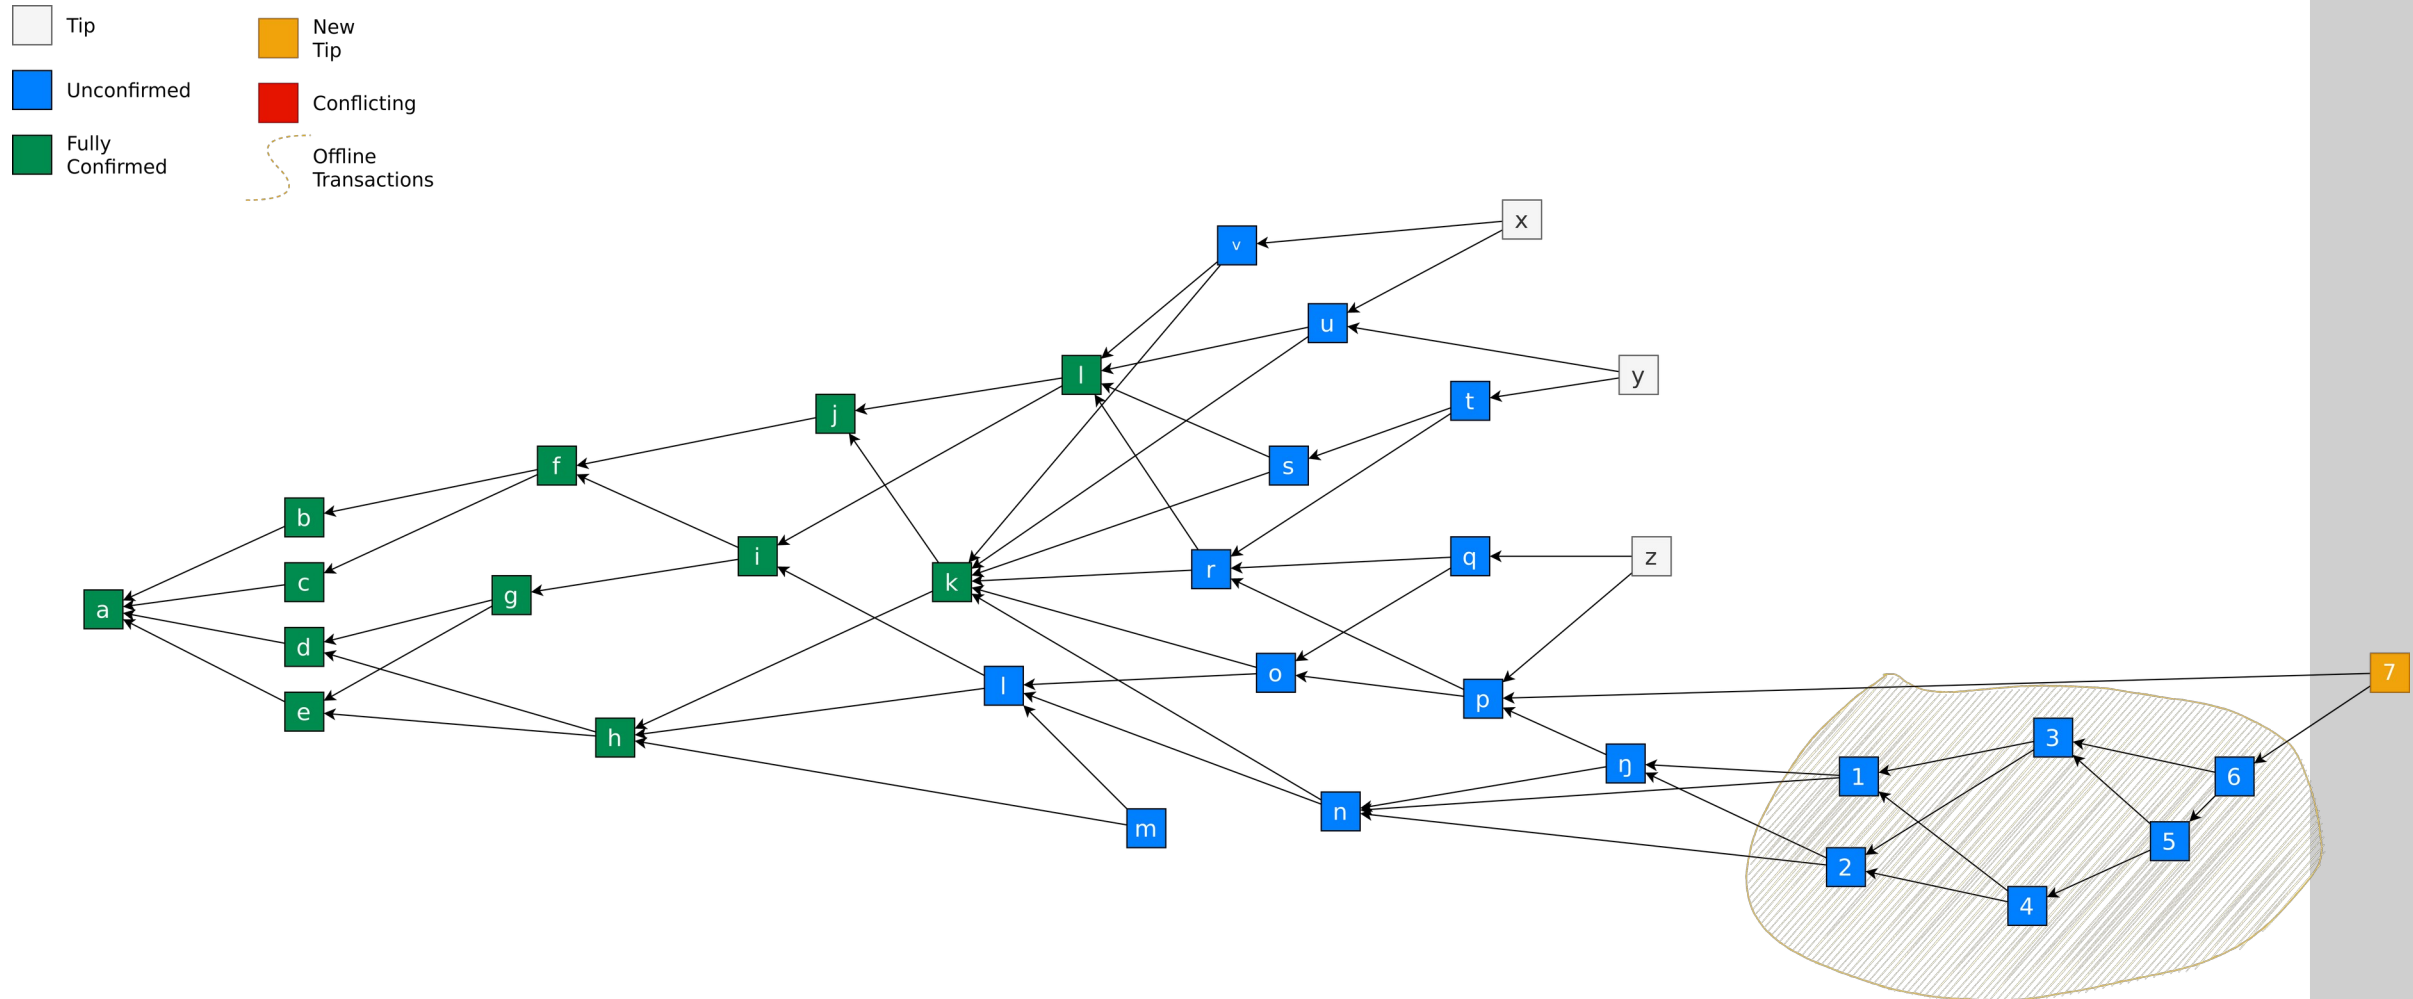 Tip
New
Tip
Unconfirmed
Conflicting
Fully
Confirmed
Offline
Transactions
x
v
u
l
y
t
j
f
s
b
i
q
z
c
k
r
g
a
d
o
7
l
p
e
h
3
ŋ
1
6
n
m
5
2
4